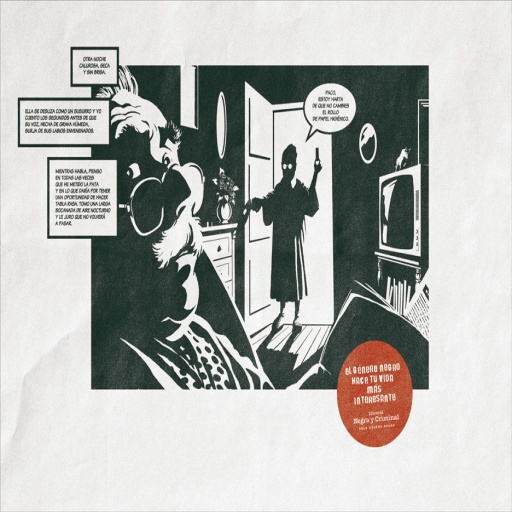 OTRA NOCHE
CALUROSA, SECA
Y SIN BRISA.
ELLA SE DESLIZA COMO UN SUSURRO Y YO
CUENTO LOS SEGUNDOS ANTES DE QUE
SU VOZ, HECHA DE GRAVA HÚMEDA,
SURJA DE SUS LABIOS ENVENENADOS.
MIENTRAS HABLA, PIENSO
EN TODAS LAS VECES
QUE HE METIDO LA PATA
Y EN LO QUE DARÍA POR TENER
UNA OPORTUNIDAD DE HACER
TABLA RASA. TOMO UNA LARGA
BOCANADA DE AIRE NOCTURNO
Y LE JURO QUE NO VOLVERÁ
A PASAR.
PACO,
ESTOY HARTA
DE QUE NO CAMBIES
EL ROLLO
DE PAPEL HIGIÉNICO.
EL GÉNERO NEGRO
HACE TU VIDA
MÁS
INTERESANTE
Negra y Criminal